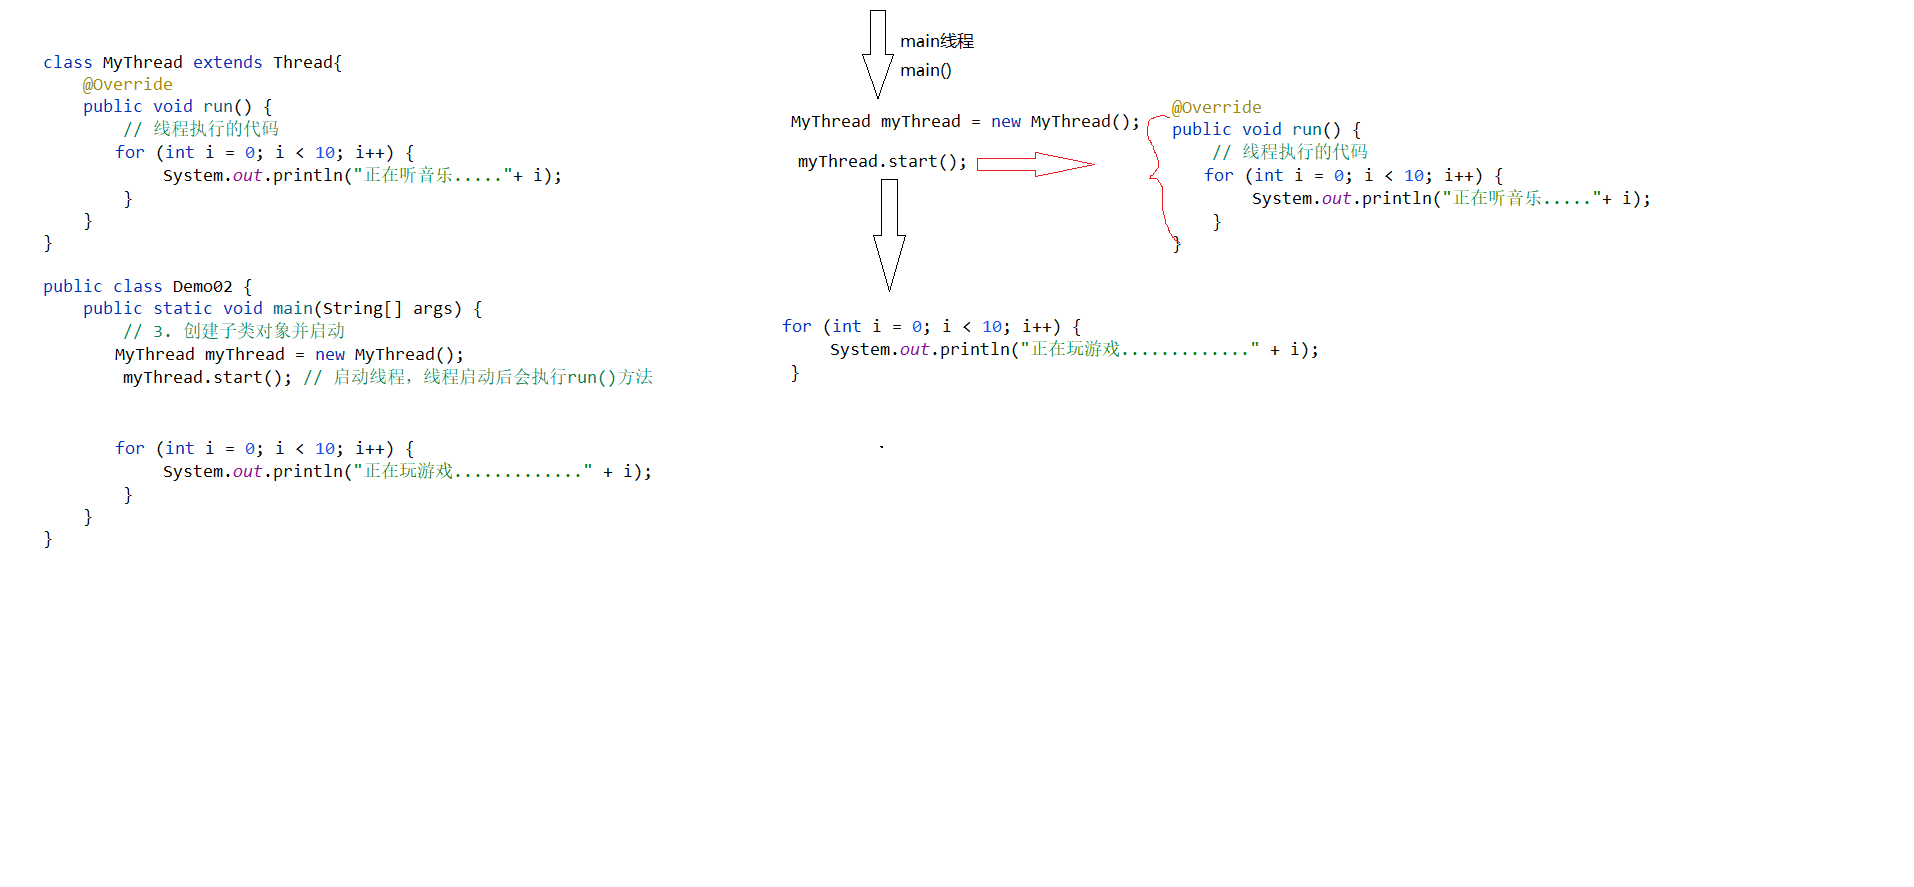 class MyThread extends Thread{
    @Override
    public void run() {
        // 线程执行的代码
       for (int i = 0; i < 10; i++) {
            System.out.println("正在听音乐....."+ i);
        }
    }
}
public class Demo02 {
    public static void main(String[] args) {
        // 3. 创建子类对象并启动
       MyThread myThread = new MyThread();
        myThread.start(); // 启动线程，线程启动后会执行run()方法
       for (int i = 0; i < 10; i++) {
            System.out.println("正在玩游戏............." + i);
        }
    }
}
main线程
main()
MyThread myThread = new MyThread();
myThread.start();
@Override
public void run() {
    // 线程执行的代码
   for (int i = 0; i < 10; i++) {
        System.out.println("正在听音乐....."+ i);
    }
}
for (int i = 0; i < 10; i++) {
     System.out.println("正在玩游戏............." + i);
 }